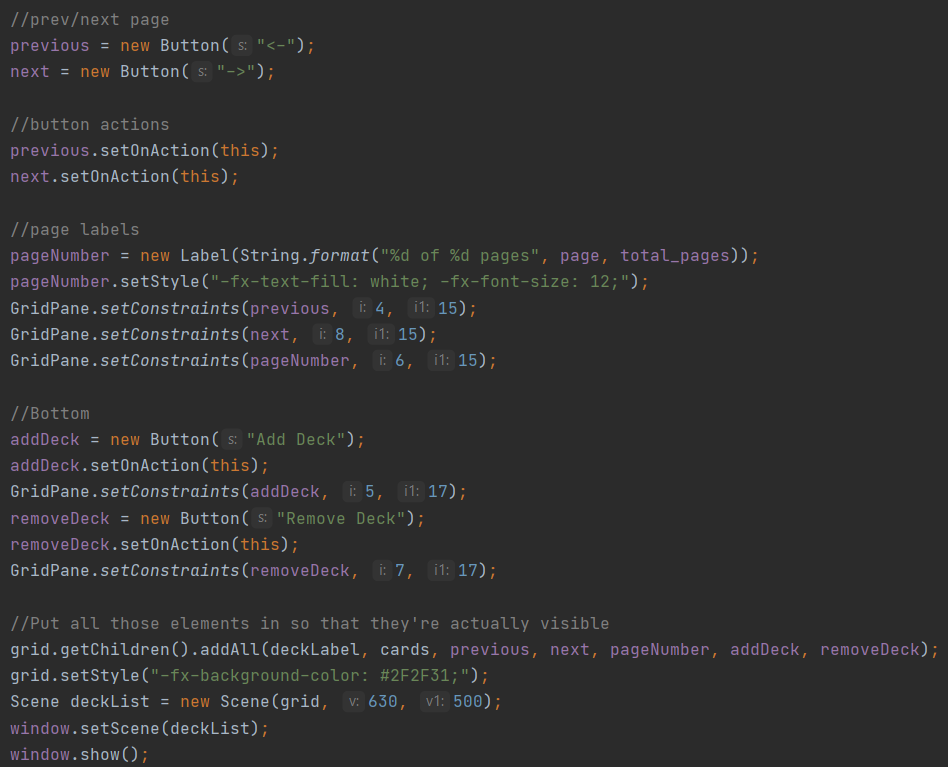 //prev/next page
previous = new Button( s: "<-");
next = new Button( s: "->");
//button actions
previous.setOnAction(this);
next.setOnAction(this);
//page labels
pageNumber = new Label(String.format("%d of %d pages", page, total_pages));
pageNumber.setStyle("-fx-text-fill: white; -fx-font-size: 12;");
GridPane.setConstraints(previous, i: 4, i1: 15);
GridPane.setConstraints(next, i: 8, i1: 15);
GridPane.setConstraints(pageNumber, i: 6, i1: 15);
//Bottom
addDeck = new Button( s: "Add Deck");
addDeck.setOnAction(this);
GridPane.setConstraints(addDeck, i: 5, i1: 17);
removeDeck = new Button( s: "Remove Deck");
removeDeck.setOnAction(this);
GridPane.setConstraints(removeDeck, i: 7, i1: 17);
//Put all those elements in so that they're actually visible
grid.getChildren().addAll(deckLabel, cards, previous, next, pageNumber, addDeck, removeDeck);
grid.setStyle("-fx-background-color: #2F2F31;");
Scene deckList = new Scene(grid, v: 630, v1: 500);
window.setScene(deckList);
window.show();